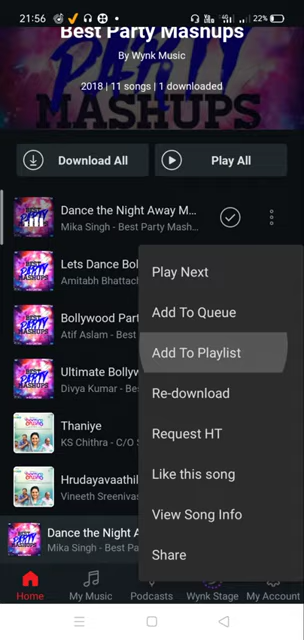 21:56
22%
Best Party Mashups
By Wynk Music
2018 | 11 songs | 1 downloaded
MASHUPS
Download All
Play All
Dance the Night Away M...
Mika Singh - Best Party Mash...
Lets Dance Bol
Amitabh Bhattach
Bollywood Part
Atif Aslam - Best
Ultimate Bollyw
Divya Kumar - Bes
Thaniye
KS Chithra - C/O S
Hrudayavaathil
Vineeth Sreenivas
Play Next
Add To Queue
Add To Playlist
Re-download
Request HT
Like this song
View Song Info
Share
Dance the Night A
Mika Singh - Best Party M
Home
My Music
Podcasts
Wynk Stage
My Account